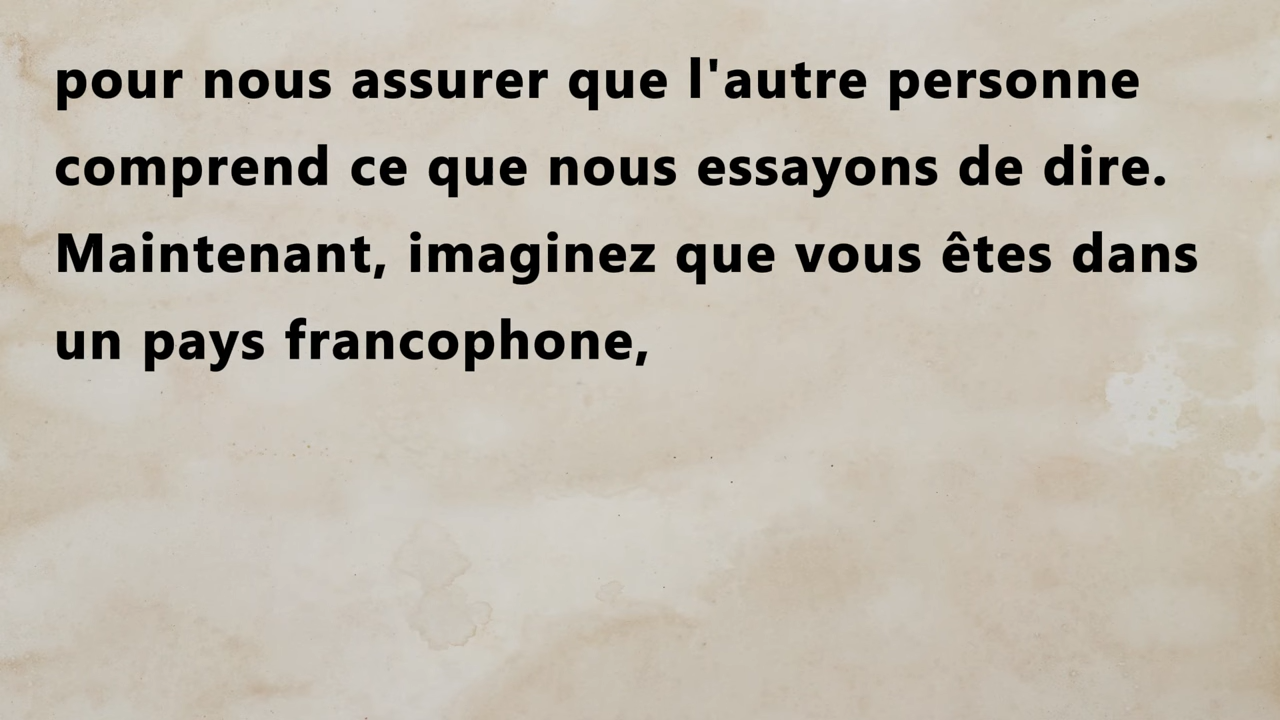 pour nous assurer que l'autre personne
comprend ce que nous essayons de dire.
Maintenant, imaginez que vous êtes dans
un pays francophone,